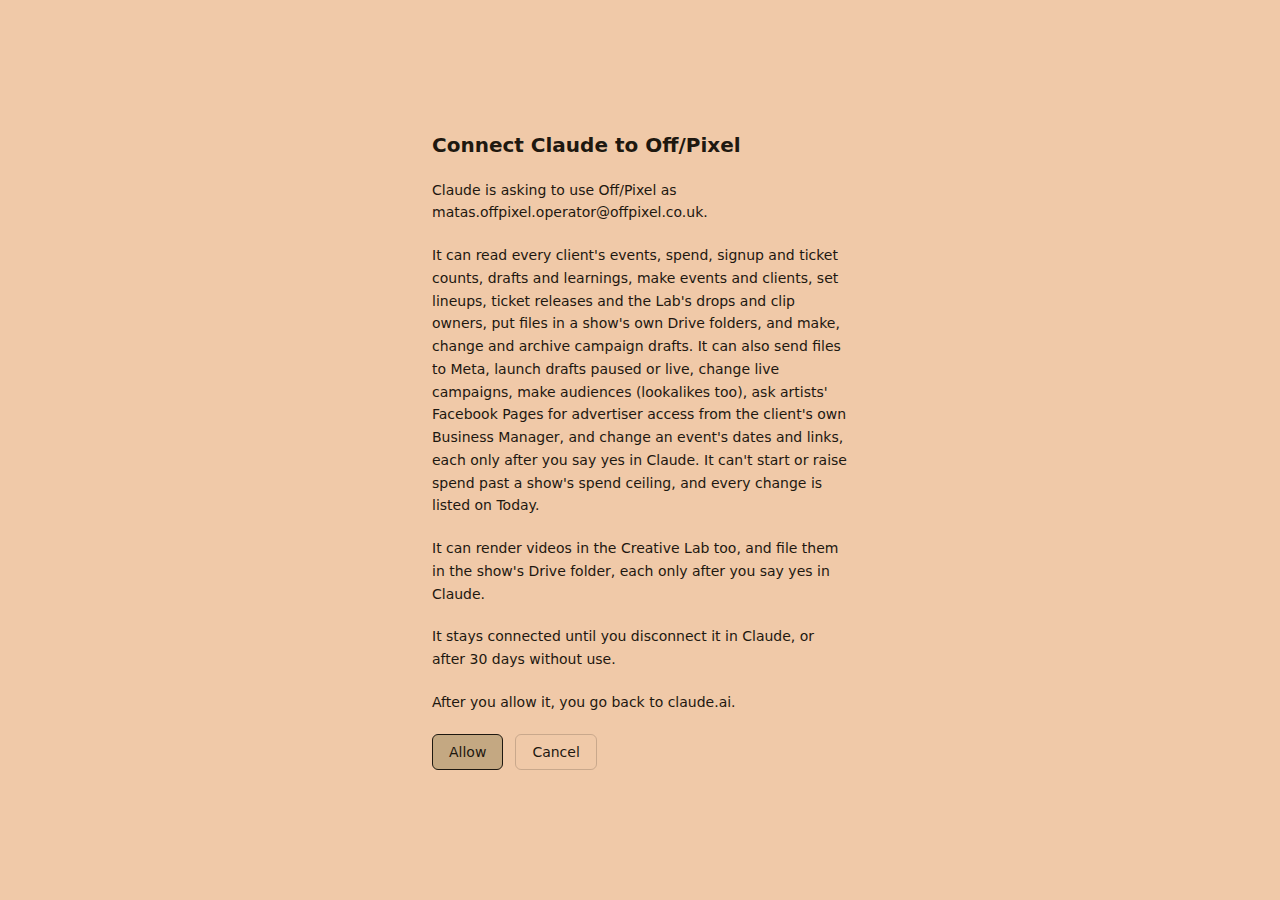 Connect Claude to Off/Pixel
Claude is asking to use Off/Pixel as
matas.offpixel.operator@offpixel.co.uk.
It can read every client's events, spend, signup and ticket
counts, drafts and learnings, make events and clients, set
lineups, ticket releases and the Lab's drops and clip
owners, put files in a show's own Drive folders, and make,
change and archive campaign drafts. It can also send files
to Meta, launch drafts paused or live, change live
campaigns, make audiences (lookalikes too), ask artists'
Facebook Pages for advertiser access from the client's own
Business Manager, and change an event's dates and links,
each only after you say yes in Claude. It can't start or raise
spend past a show's spend ceiling, and every change is
listed on Today.
It can render videos in the Creative Lab too, and file them
in the show's Drive folder, each only after you say yes in
Claude.
It stays connected until you disconnect it in Claude, or
after 30 days without use.
After you allow it, you go back to claude.ai.
Allow
Cancel